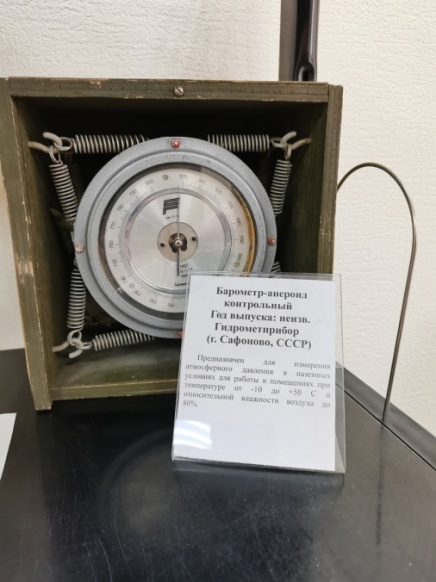 Барометр-анероид
контрольный
Год выпуска: неизв.
Гидрометприбор
(г. Сафоново, СССР)
Предназначен для измерения
атмосферного давления в наземных
условиях для работы в помещениях при
температуре от -10 до +50 С и
относительной влажности воздуха до
80%.